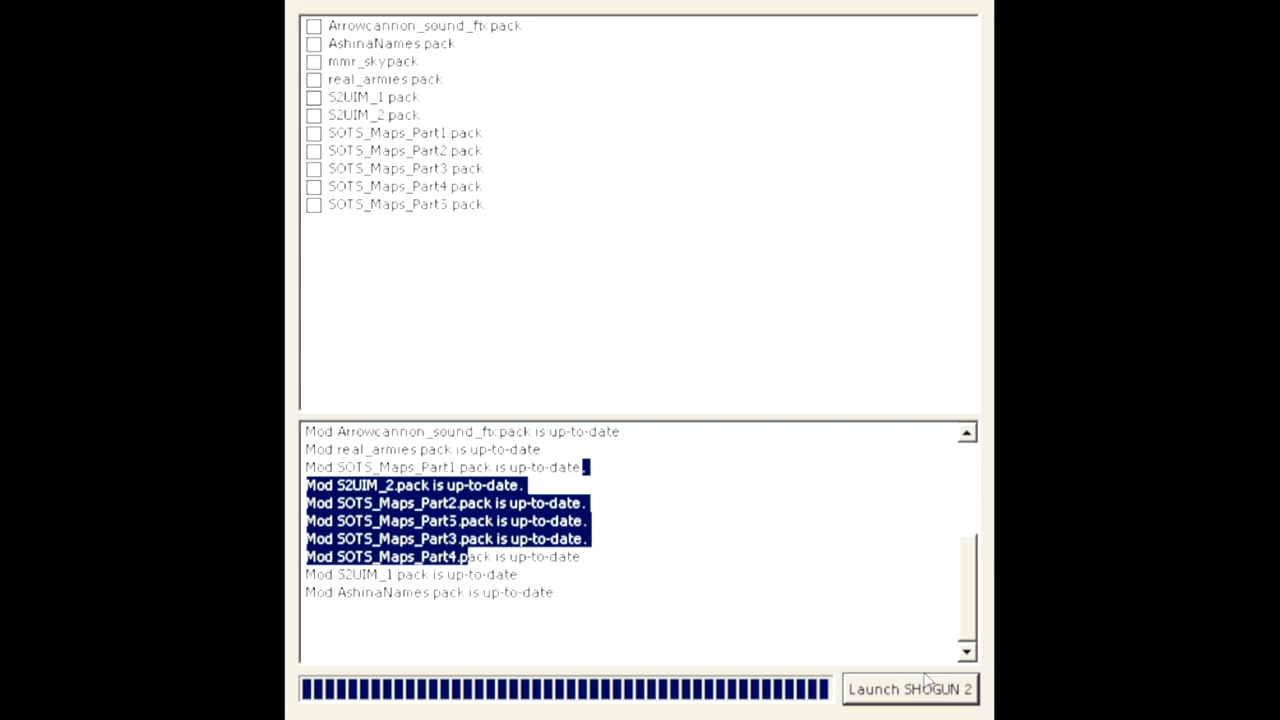 Arrowcannon_sound_ftx.pack
AshinaNames.pack
mmr_sky.pack
real_armies.pack
S2UIM_1.pack
S2UIM_2.pack
SOTS_Maps_Part1.pack
SOTS_Maps_Part2.pack
SOTS_Maps_Part3.pack
SOTS_Maps_Part4.pack
SOTS_Maps_Part5.pack
Mod Arrowcannon_sound_ftx.pack is up-to-date.
Mod real_armies.pack is up-to-date.
Mod SOTS_Maps_Part1.pack is up-to-date.
Mod S2UIM_2.pack is up-to-date.
Mod SOTS_Maps_Part2.pack is up-to-date.
Mod SOTS_Maps_Part5.pack is up-to-date.
Mod SOTS_Maps_Part3.pack is up-to-date.
Mod SOTS_Maps_Part4.pack is up-to-date.
Mod S2UIM_1.pack is up-to-date.
Mod AshinaNames.pack is up-to-date.
Launch SHOGUN 2